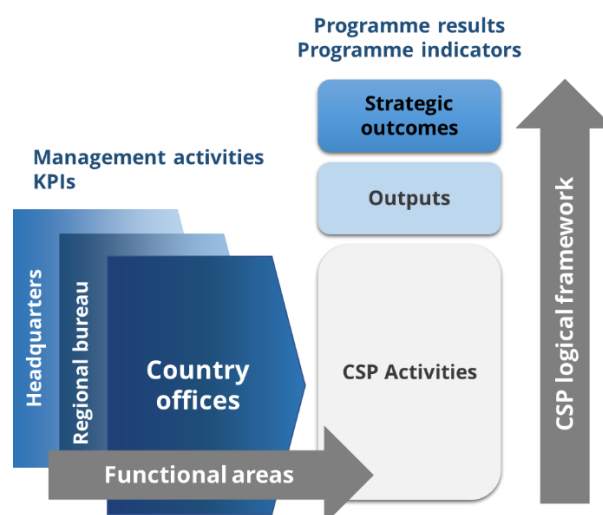 Programme results
Programme indicators
Strategic
outcomes
Management activities
KPIs
Outputs
Headquarters
Regional bureau
Country
offices
CSP Activities
Functional areas
CSP logical framework